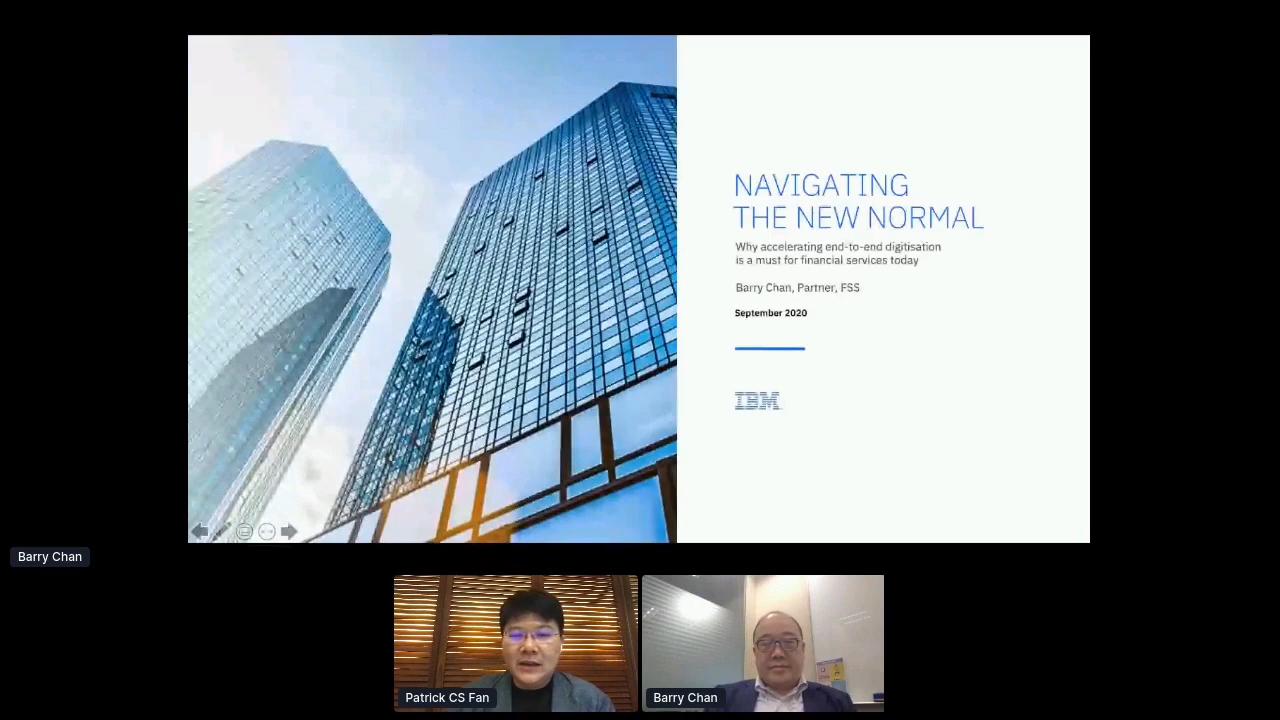 NAVIGATING
THE NEW NORMAL
Why accelerating end-to-end digitisation
is a must for financial services today
Barry Chan, Partner, FSS
September 2020
IBM
Barry Chan
Patrick CS Fan
Barry Chan